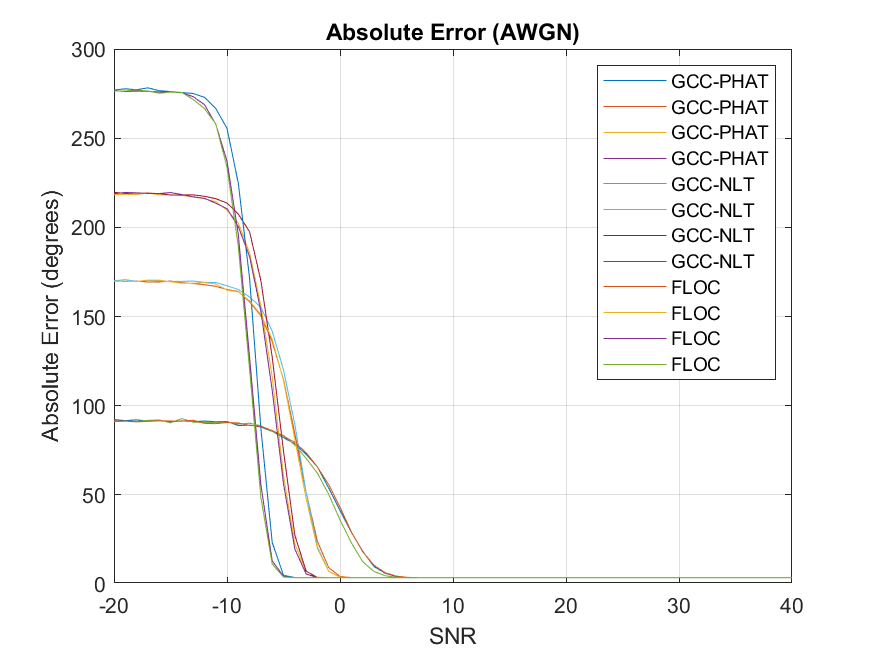 Absolute Error (AWGN)
300
250
200
150
100
50
0
Absolute Error (degrees)
-20
-10
0
10
20
30
40
SNR
GCC-PHAT
GCC-PHAT
GCC-PHAT
GCC-PHAT
GCC-NLT
GCC-NLT
GCC-NLT
GCC-NLT
FLOC
FLOC
FLOC
FLOC